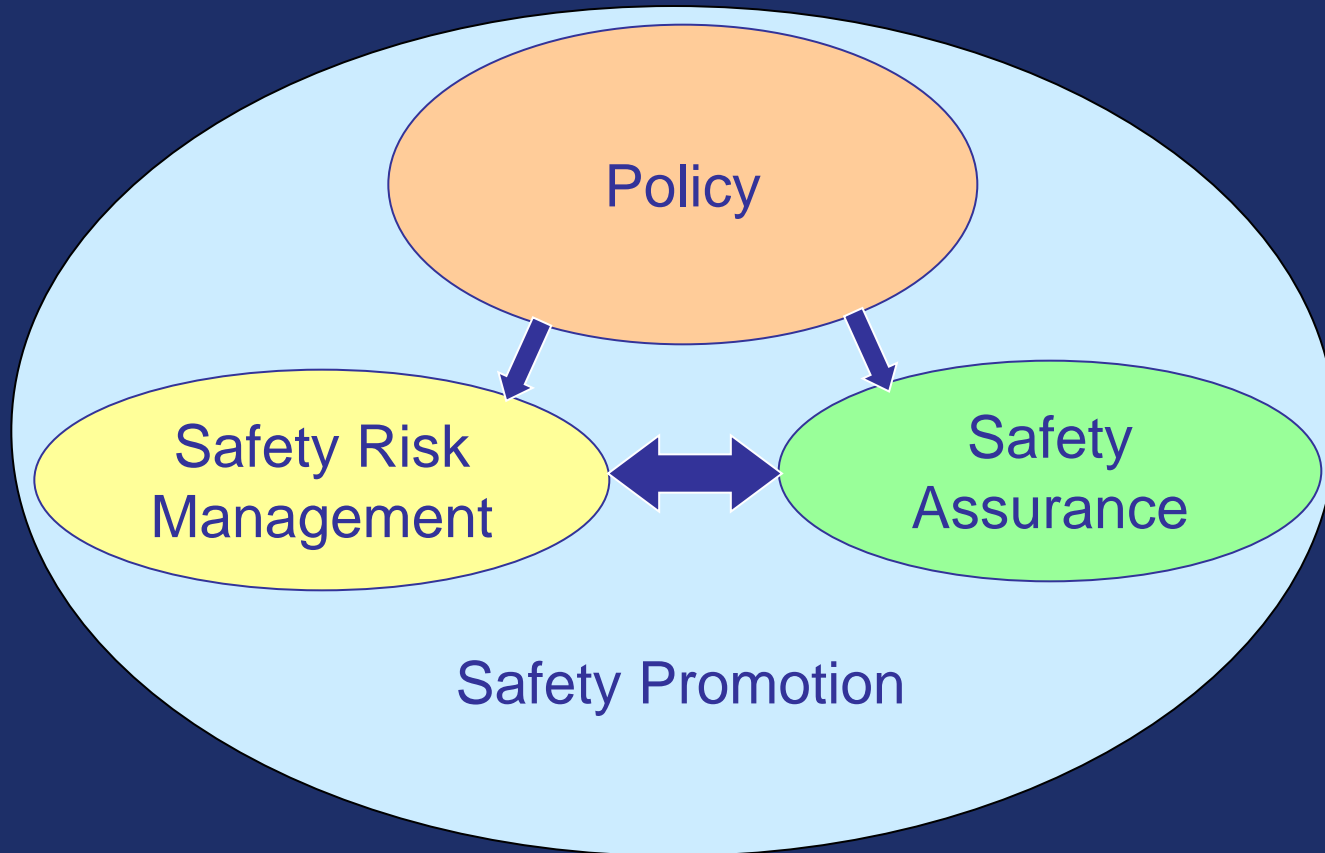 Policy
Safety Risk
Management
Safety
Assurance
Safety Promotion